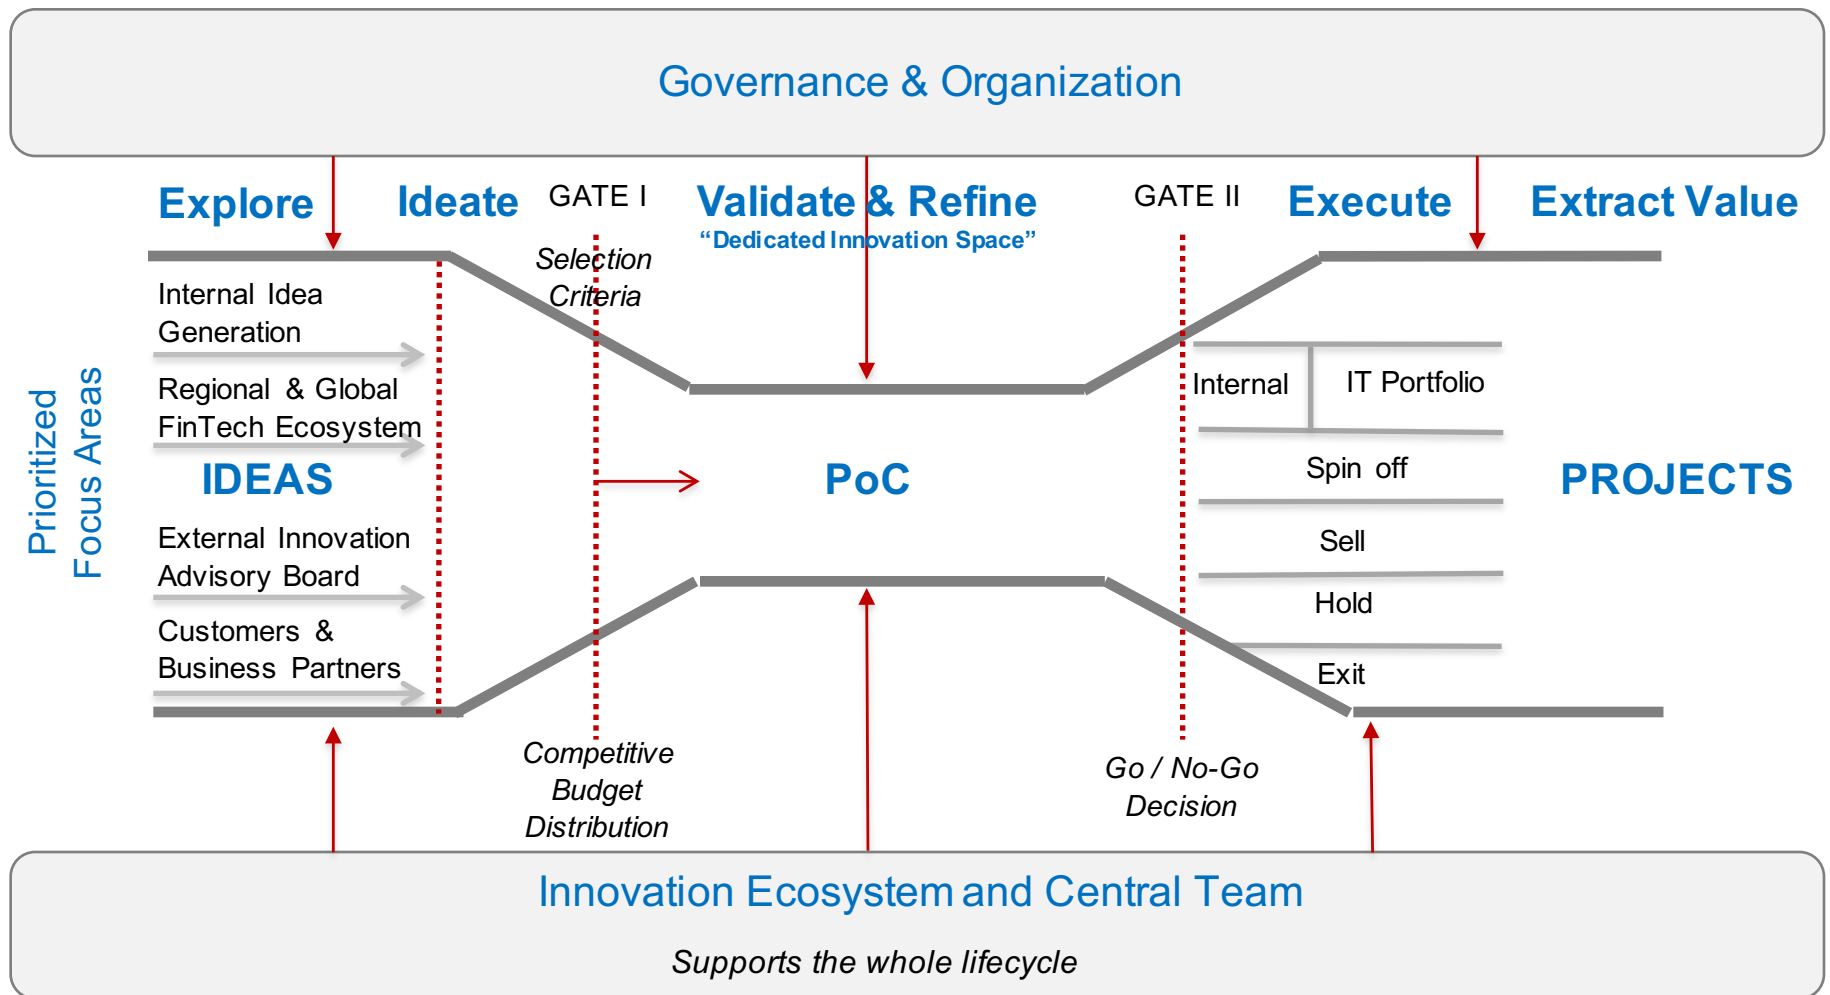 Governance & Organization
Explore
Ideate
GATE I
Validate & Refine
“Dedicated Innovation Space”
GATE II
Execute
Extract Value
Selection
Criteria
Prioritized
Focus Areas
Internal Idea
Generation
Regional & Global
FinTech Ecosystem
IDEAS
External Innovation
Advisory Board
Customers &
Business Partners
PoC
Internal
IT Portfolio
Spin off
Sell
Hold
Exit
PROJECTS
Competitive
Budget
Distribution
Go / No-Go
Decision
Innovation Ecosystem and Central Team
Supports the whole lifecycle